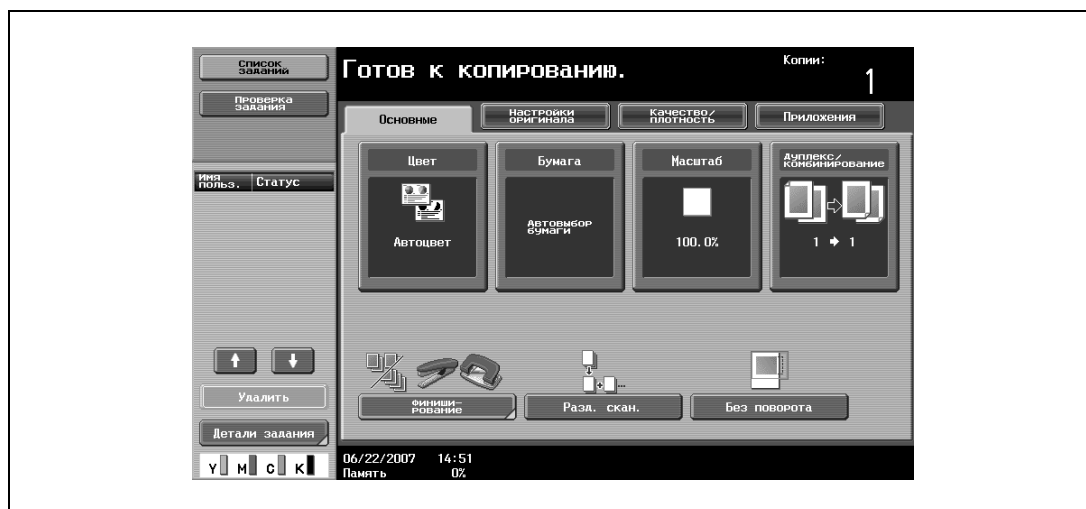 Список
заданий
Готов к копированию.
Копии:
1
Проверка
задания
Основные
Настройки
оригинала
Качество/
плотность
Приложения
Имя
польз.
Статус
Цвет
Автоцвет
Бумага
Автовыбор
бумаги
Масштаб
100.0%
Дуплекс/
комбинирование
1 → 1
Удалить
Финиши-
рование
Разд. скан.
Без поворота
Детали задания
Y M C K
06/22/2007 14:51
Память 0%